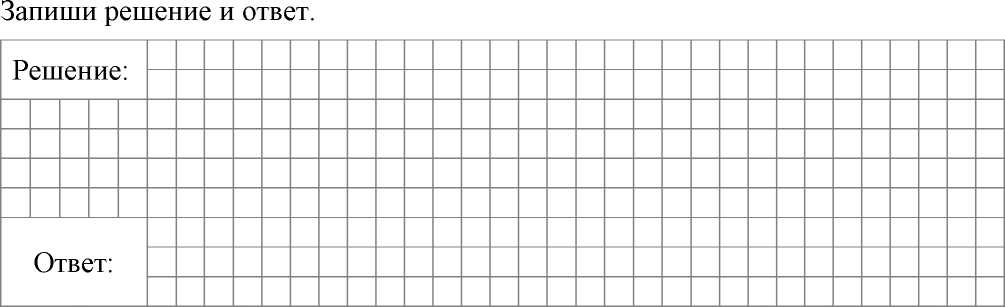 Запиши решение и ответ.
Решение:
Ответ: